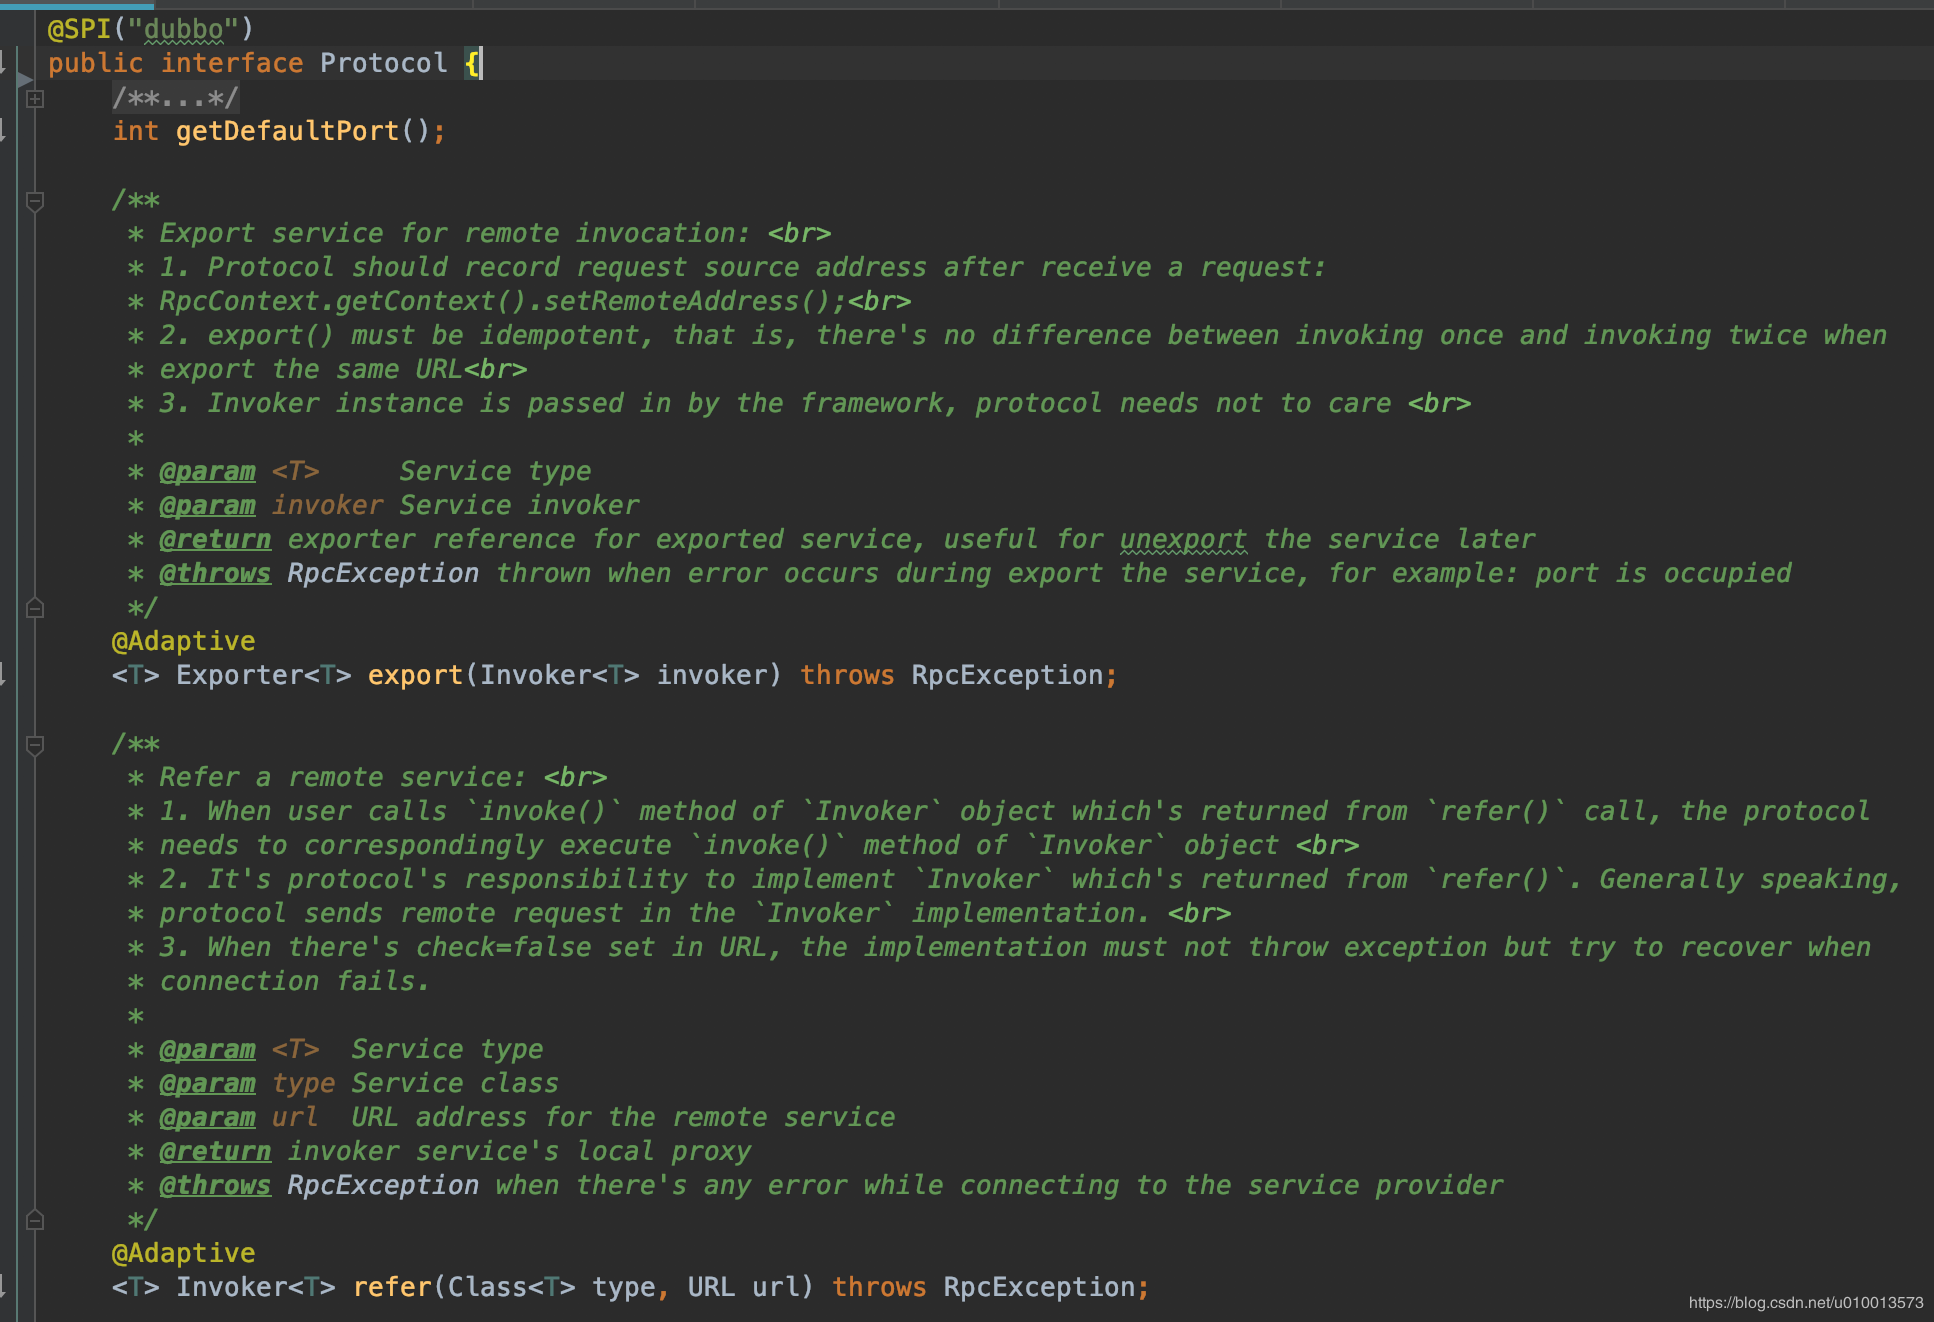 @SPI("dubbo")
public interface Protocol {
/**...*/
int getDefaultPort();
/**
* Export service for remote invocation: <br>
* 1. Protocol should record request source address after receive a request:
* RpcContext.getContext().setRemoteAddress();<br>
* 2. export() must be idempotent, that is, there's no difference between invoking once and invoking twice when
* export the same URL<br>
* 3. Invoker instance is passed in by the framework, protocol needs not to care <br>
*
* @param <T>     Service type
* @param invoker Service invoker
* @return exporter reference for exported service, useful for unexport the service later
* @throws RpcException thrown when error occurs during export the service, for example: port is occupied
*/
@Adaptive
<T> Exporter<T> export(Invoker<T> invoker) throws RpcException;
/**
* Refer a remote service: <br>
* 1. When user calls `invoke()` method of `Invoker` object which's returned from `refer()` call, the protocol
* needs to correspondingly execute `invoke()` method of `Invoker` object <br>
* 2. It's protocol's responsibility to implement `Invoker` which's returned from `refer()`. Generally speaking,
* protocol sends remote request in the `Invoker` implementation. <br>
* 3. When there's check=false set in URL, the implementation must not throw exception but try to recover when
* connection fails.
*
* @param <T>  Service type
* @param type Service class
* @param url  URL address for the remote service
* @return invoker service's local proxy
* @throws RpcException when there's any error while connecting to the service provider
*/
@Adaptive
<T> Invoker<T> refer(Class<T> type, URL url) throws RpcException;
https://blog.csdn.net/u010013573